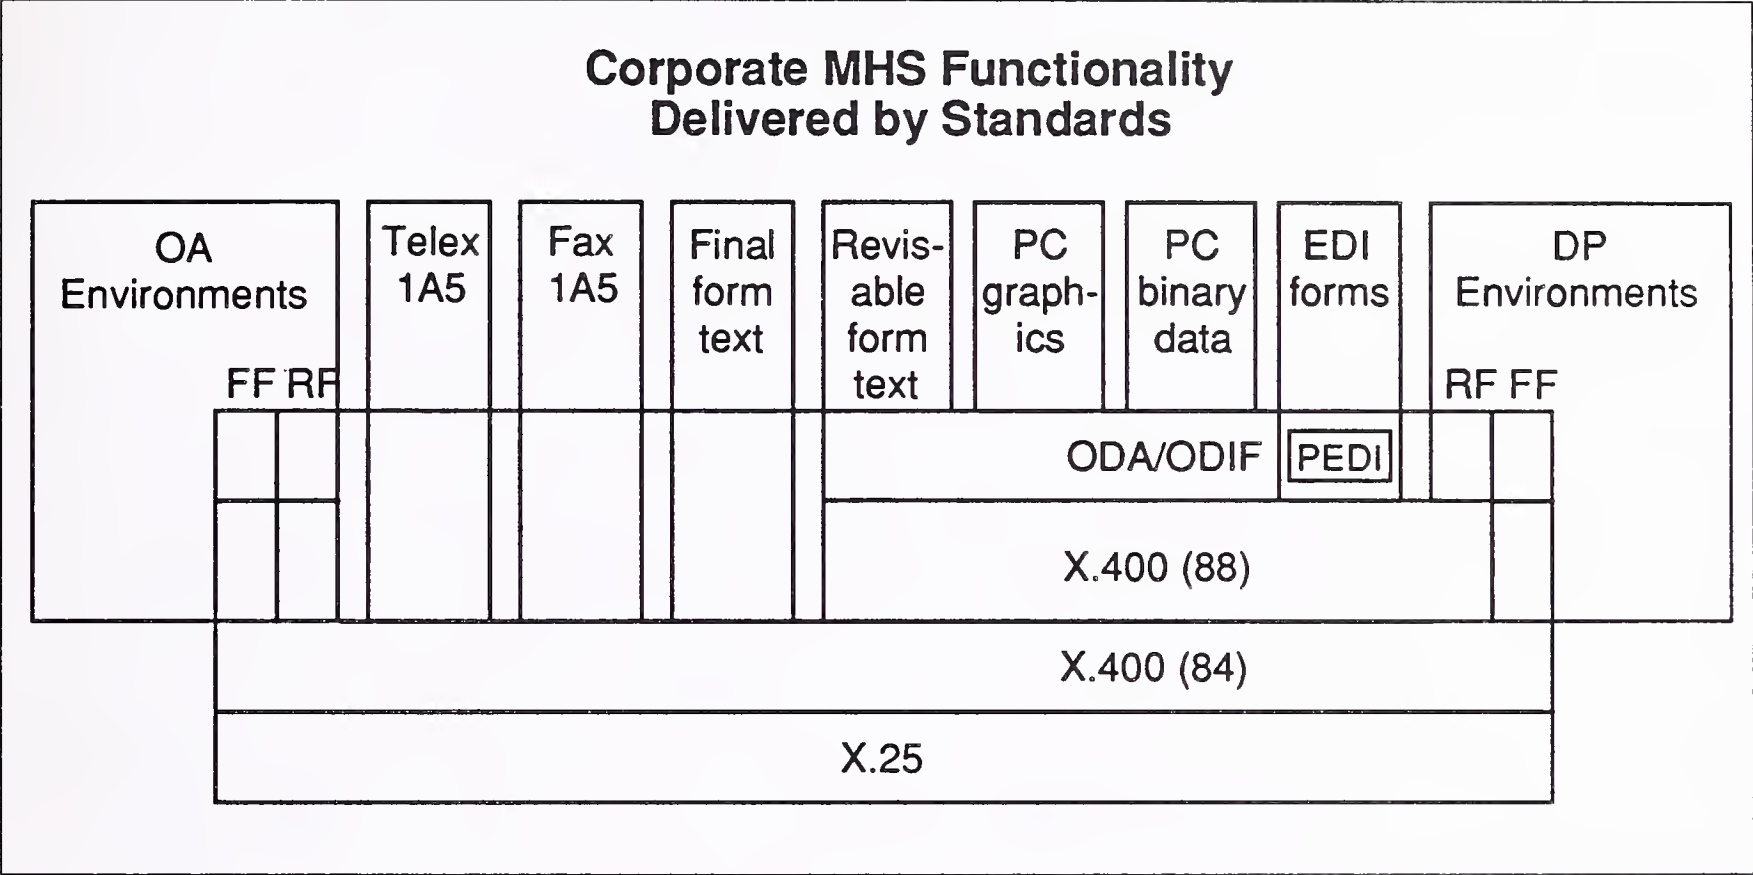 Corporate MHS Functionality
Delivered by Standards
OA
Environments
FF RF
Telex
1A5
Fax
1A5
Final
form
text
Revis-
able
form
text
PC
graph-
ics
PC
binary
data
EDI
forms
DP
Environments
RF FF
ODA/ODIF
PEDI
X.400 (88)
X.400 (84)
X.25